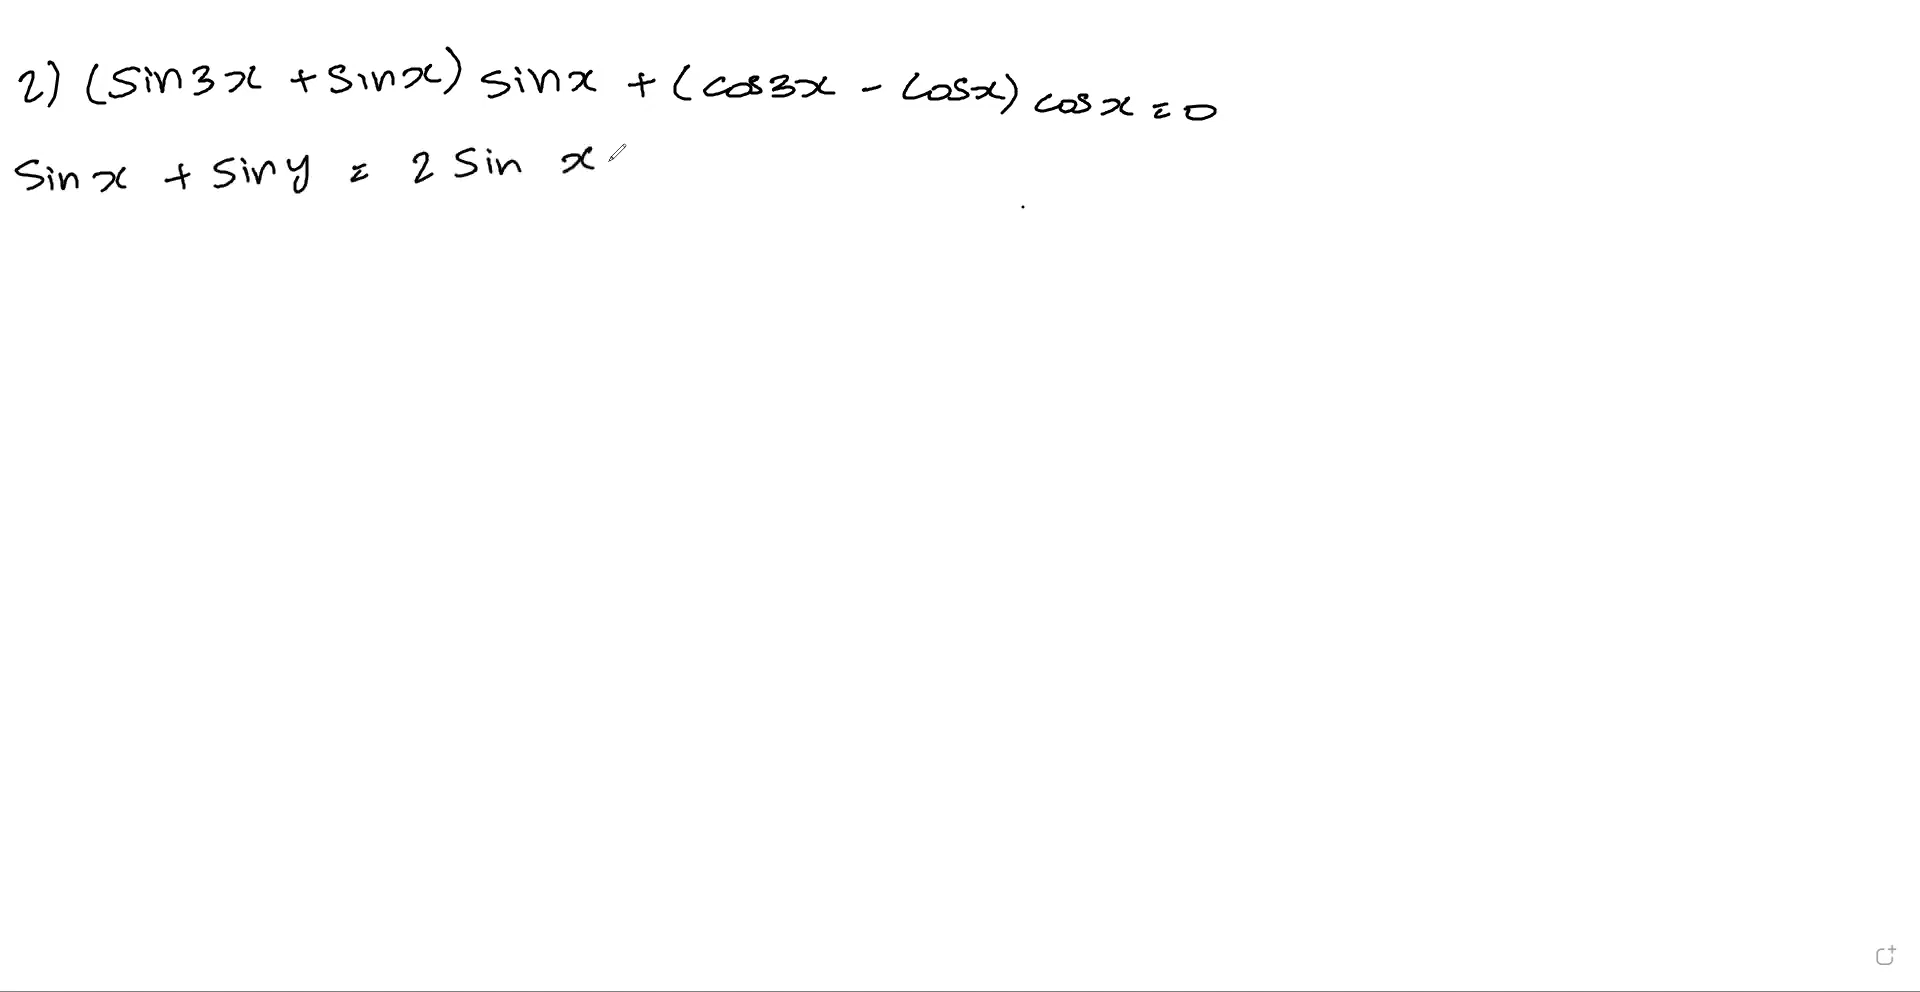 2) (sin3x + sinx) sinx + (cos3x - cosx) cosx = 0
sinx + siny = 2 sin x